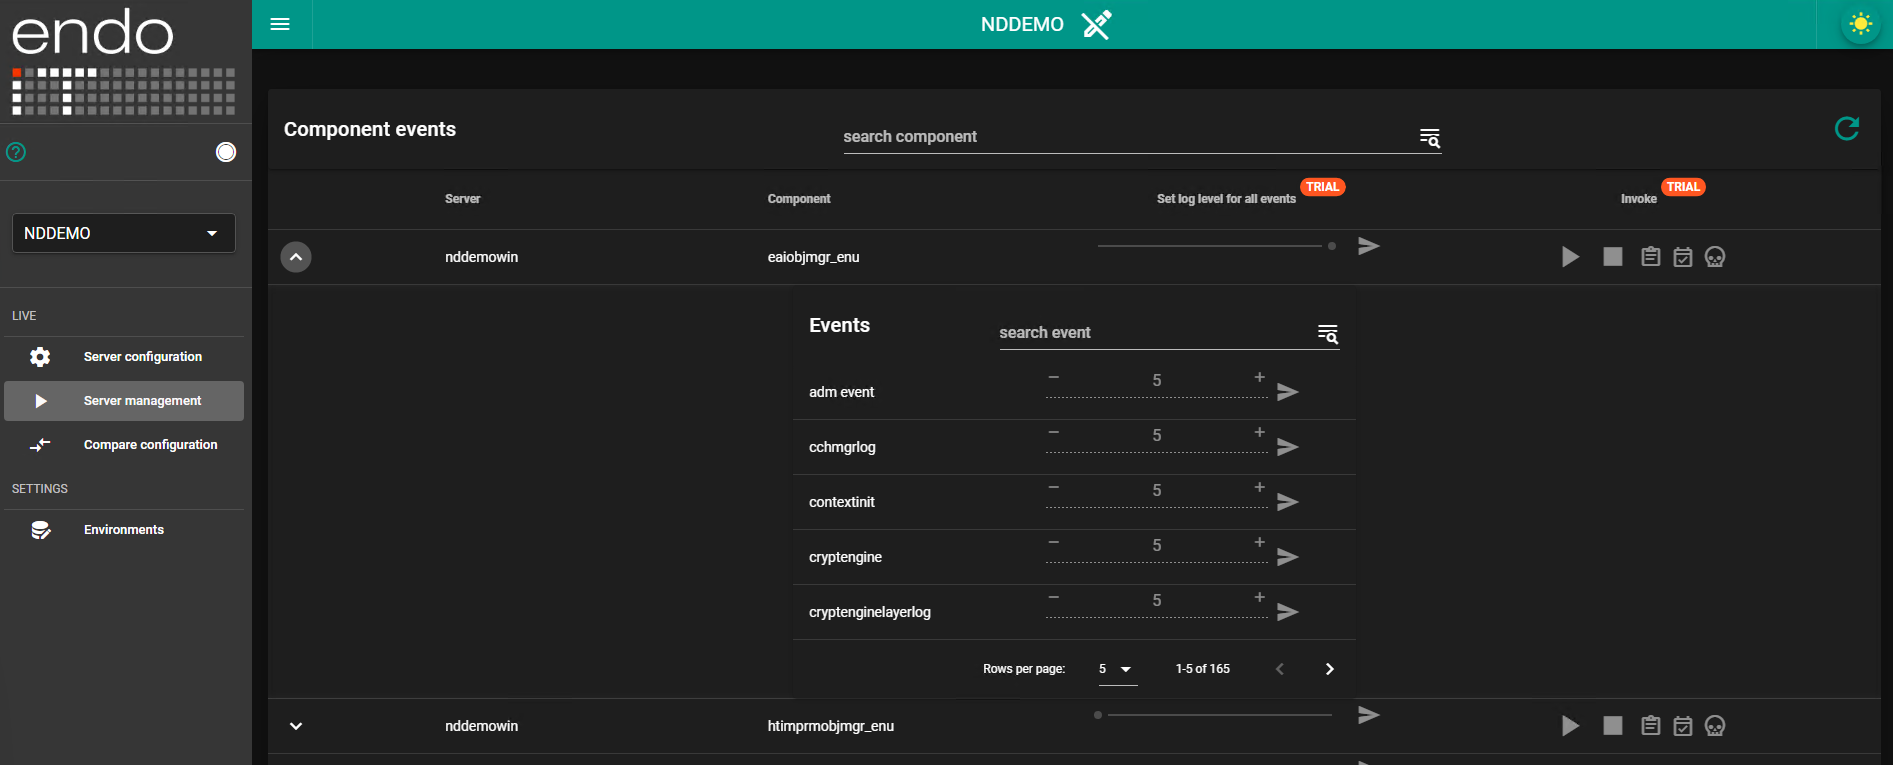 endo
NDDEMO
NDDEMO
LIVE
Server configuration
Server management
Compare configuration
SETTINGS
Environments
Component events
search component
Server
Component
Set log level for all events
TRIAL
Invoke
TRIAL
nddemowin
eaiobjmgr_enu
Events
search event
adm event
5
cchmgrlog
5
contextinit
5
cryptengine
5
cryptenginelayerlog
5
Rows per page:
5
1-5 of 165
nddemowin
htimprmobjmgr_enu